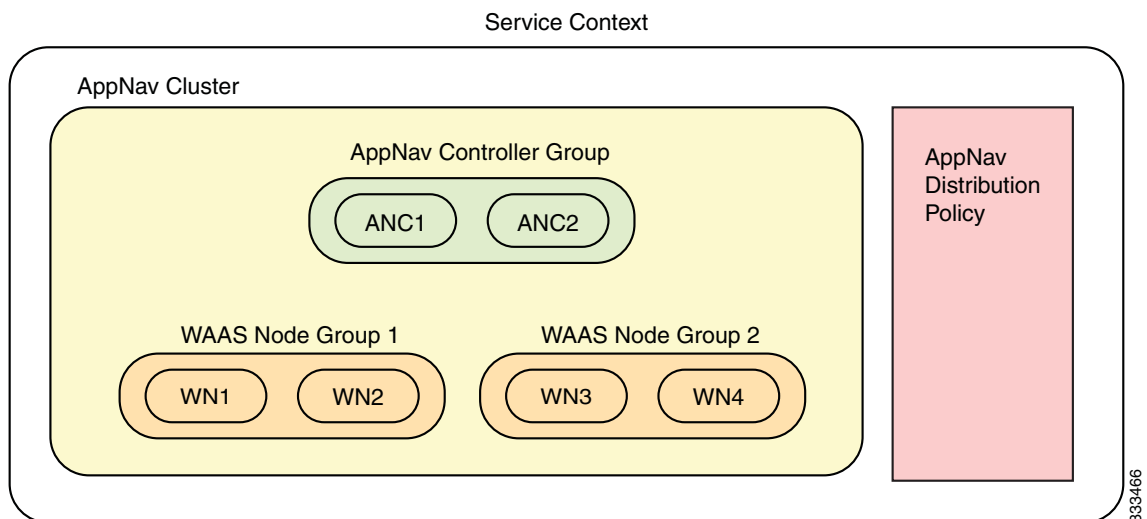 Service Context
AppNav Cluster
AppNav Controller Group
ANC1
ANC2
AppNav
Distribution
Policy
WAAS Node Group 1
WAAS Node Group 2
WN1
WN2
WN3
WN4
333466